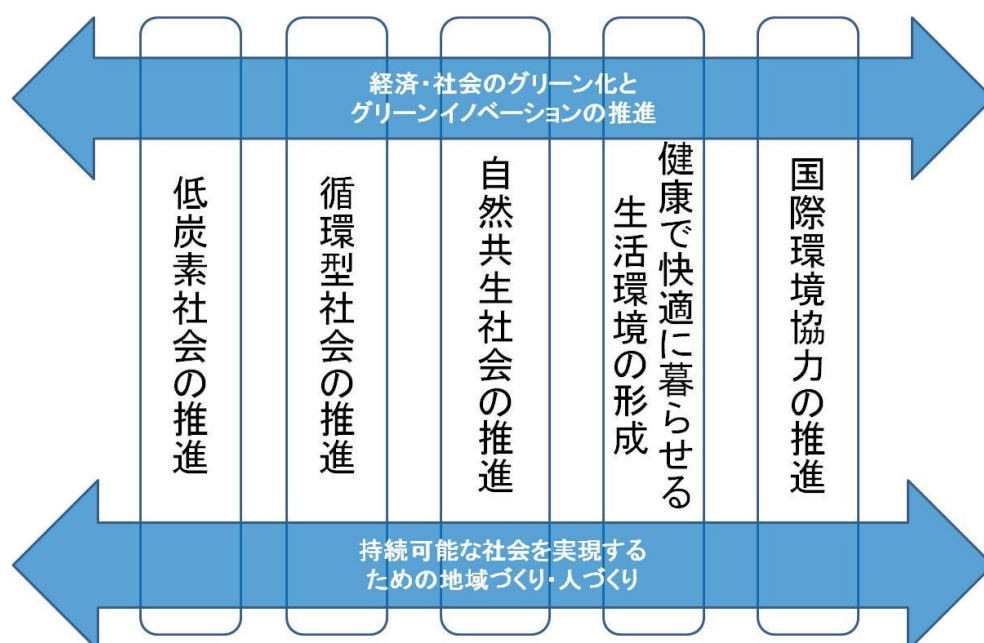 経済・社会のグリーン化と
グリーンイノベーションの推進
低炭素社会の推進
循環型社会の推進
自然共生社会の推進
健康で快適に暮らせる
生活環境の形成
国際環境協力の推進
持続可能な社会を実現する
ための地域づくり・人づくり